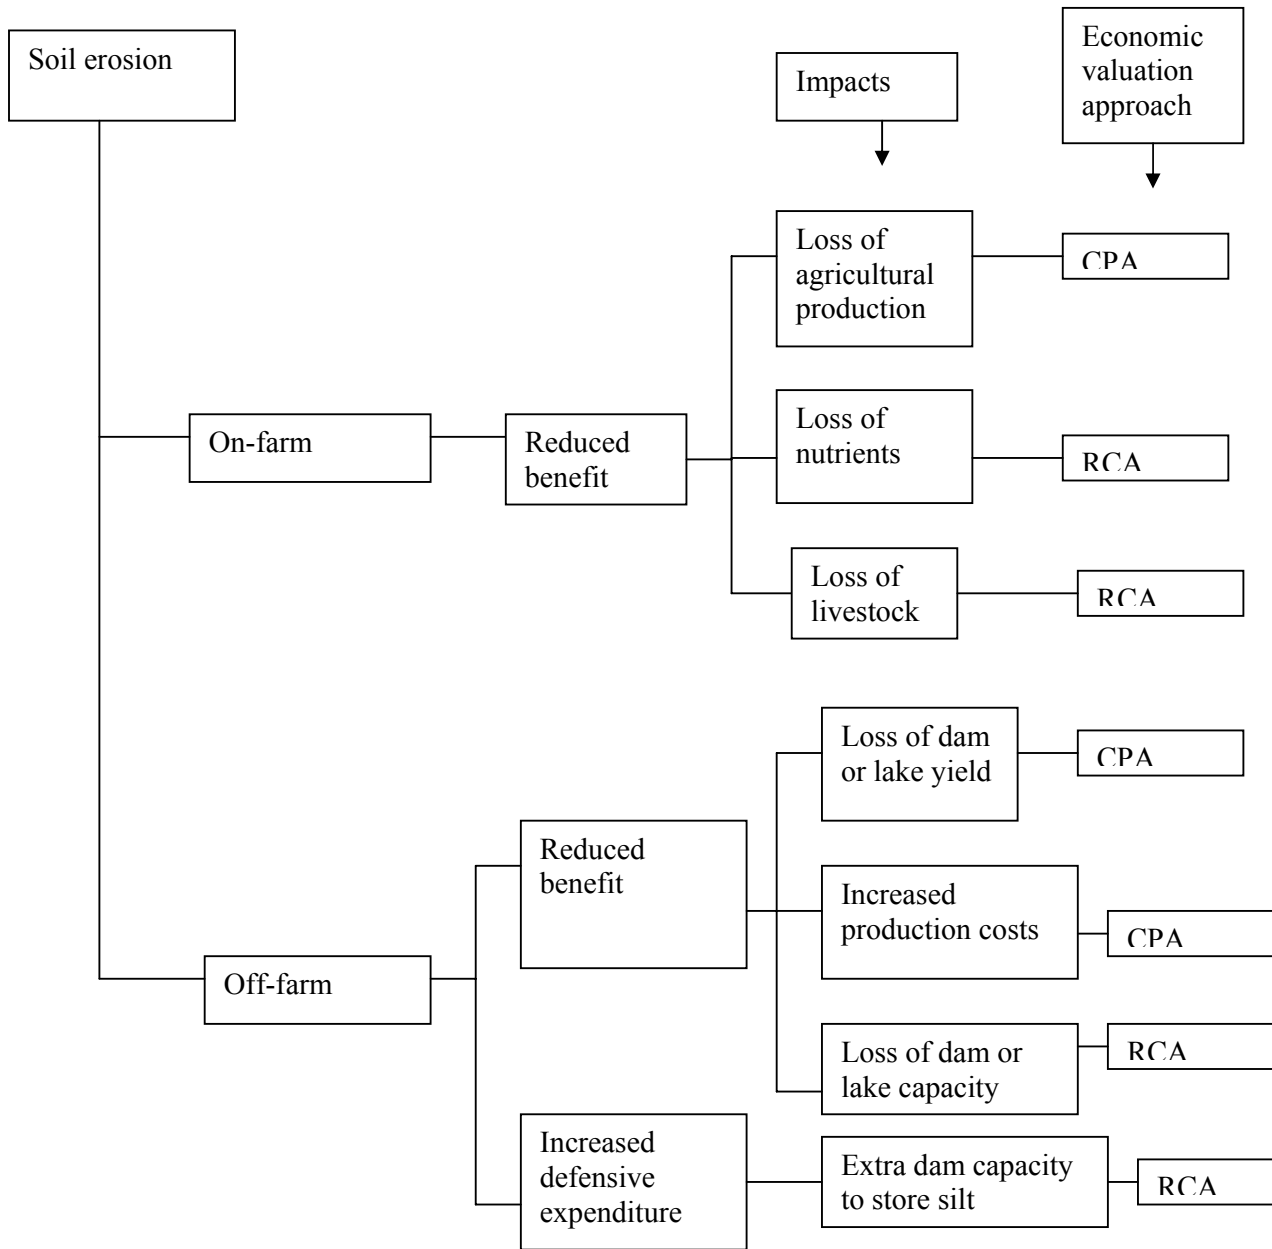 Soil erosion
Impacts
Economic
valuation
approach
Loss of
agricultural
production
CPA
On-farm
Reduced
benefit
Loss of
nutrients
RCA
Loss of
livestock
RCA
Loss of dam
or lake yield
CPA
Reduced
benefit
Increased
production costs
CPA
Off-farm
Loss of dam or
lake capacity
RCA
Increased
defensive
expenditure
Extra dam capacity
to store silt
RCA